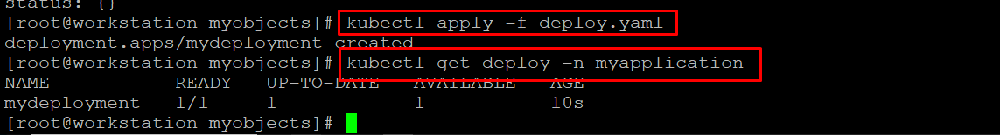 status: {}
[root@workstation myobjects]# kubectl apply -f deploy.yaml
deployment.apps/mydeployment created
[root@workstation myobjects]# kubectl get deploy -n myapplication
NAME READY UP-TO-DATE AVAILABLE AGE
mydeployment 1/1 1 1 10s
[root@workstation myobjects]#